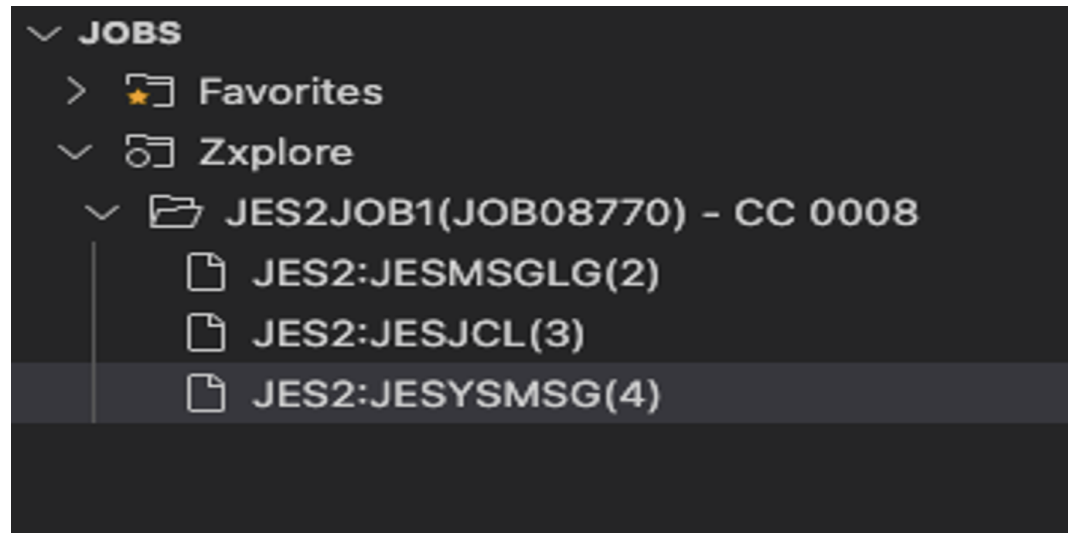 JOBS
Favorites
Zxplore
JES2JOB1(JOB08770) - CC 0008
JES2:JESMSGLG(2)
JES2:JESJCL(3)
JES2:JESYSMSG(4)